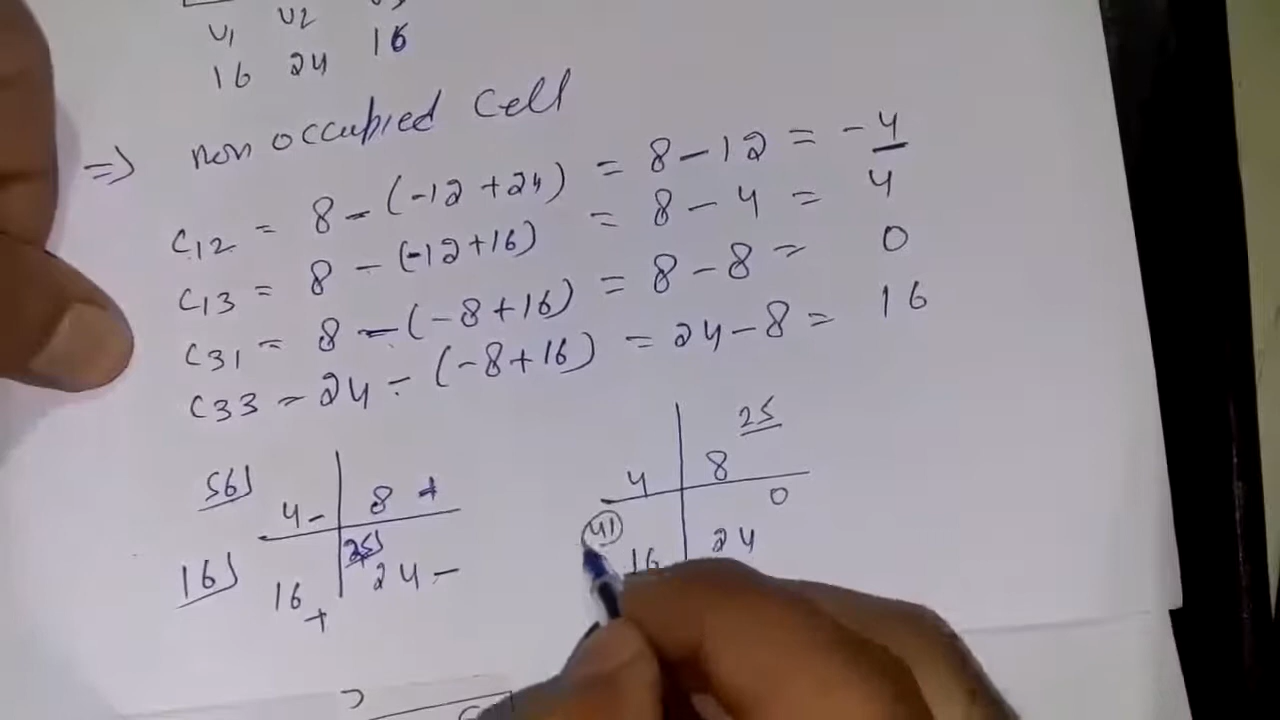 v1 v2
16 24 16
=> non occupied cell
C12 = 8 - (-12 + 24) = 8 - 12 = -4
C13 = 8 - (-12+16) = 8 - 4 = 4
C31 = 8 - (-8+16) = 8 - 8 = 0
C33 = 24 - (-8+16) = 24 - 8 = 16
56 4 - 8 +
16 16 + 25 24 -
25
4 8
41 0
16 24